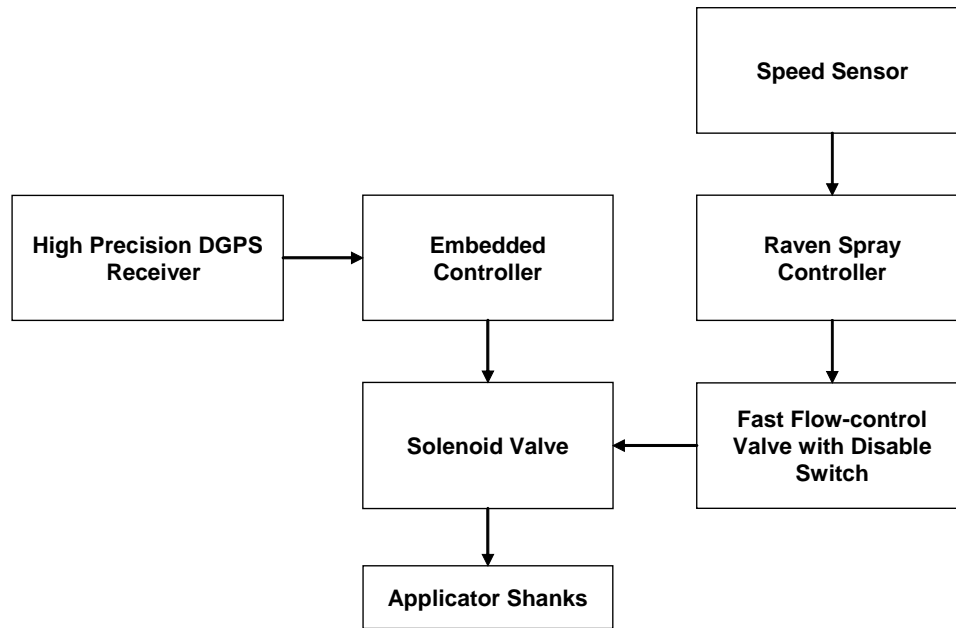 Speed Sensor
High Precision DGPS
Receiver
Embedded
Controller
Raven Spray
Controller
Solenoid Valve
Fast Flow-control
Valve with Disable
Switch
Applicator Shanks